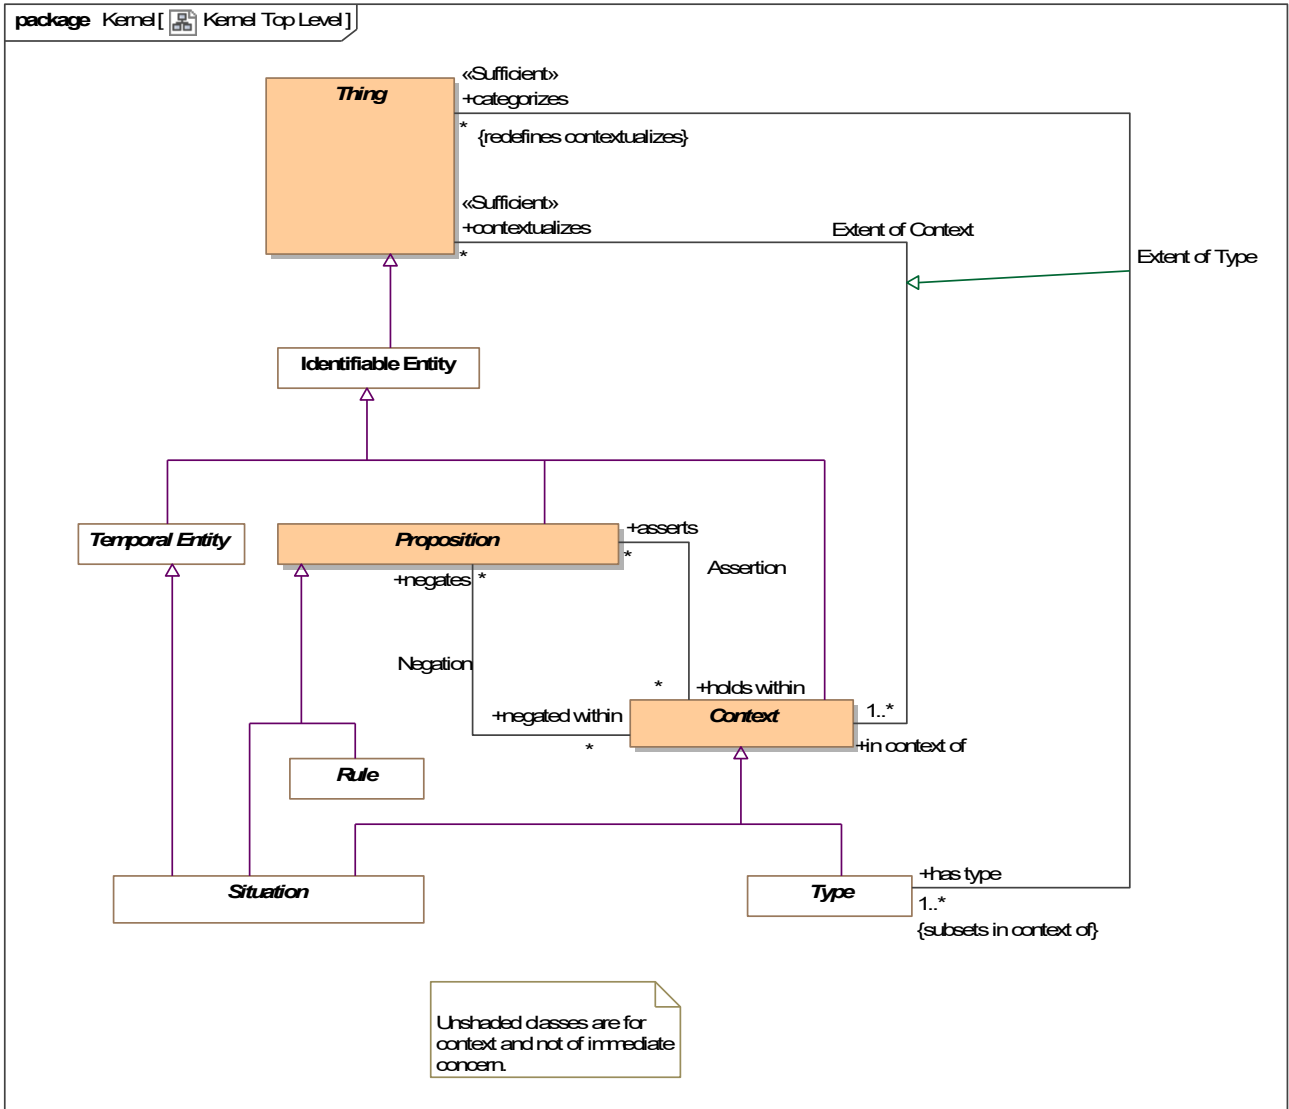 package Kernel [ Kernel Top Level ]
«Sufficient»
Thing
+categorizes
*
{redefines contextualizes}
«Sufficient»
+contextualizes
Extent of Context
*
Extent of Type
Identifiable Entity
+asserts
Temporal Entity
Proposition
*
Assertion
+negates *
Negation
* +holds within
+negated within
Context
1..*
*
+in context of
Rule
+has type
Situation
Type
1..*
{subsets in context of}
Unshaded classes are for
context and not of immediate
concern.